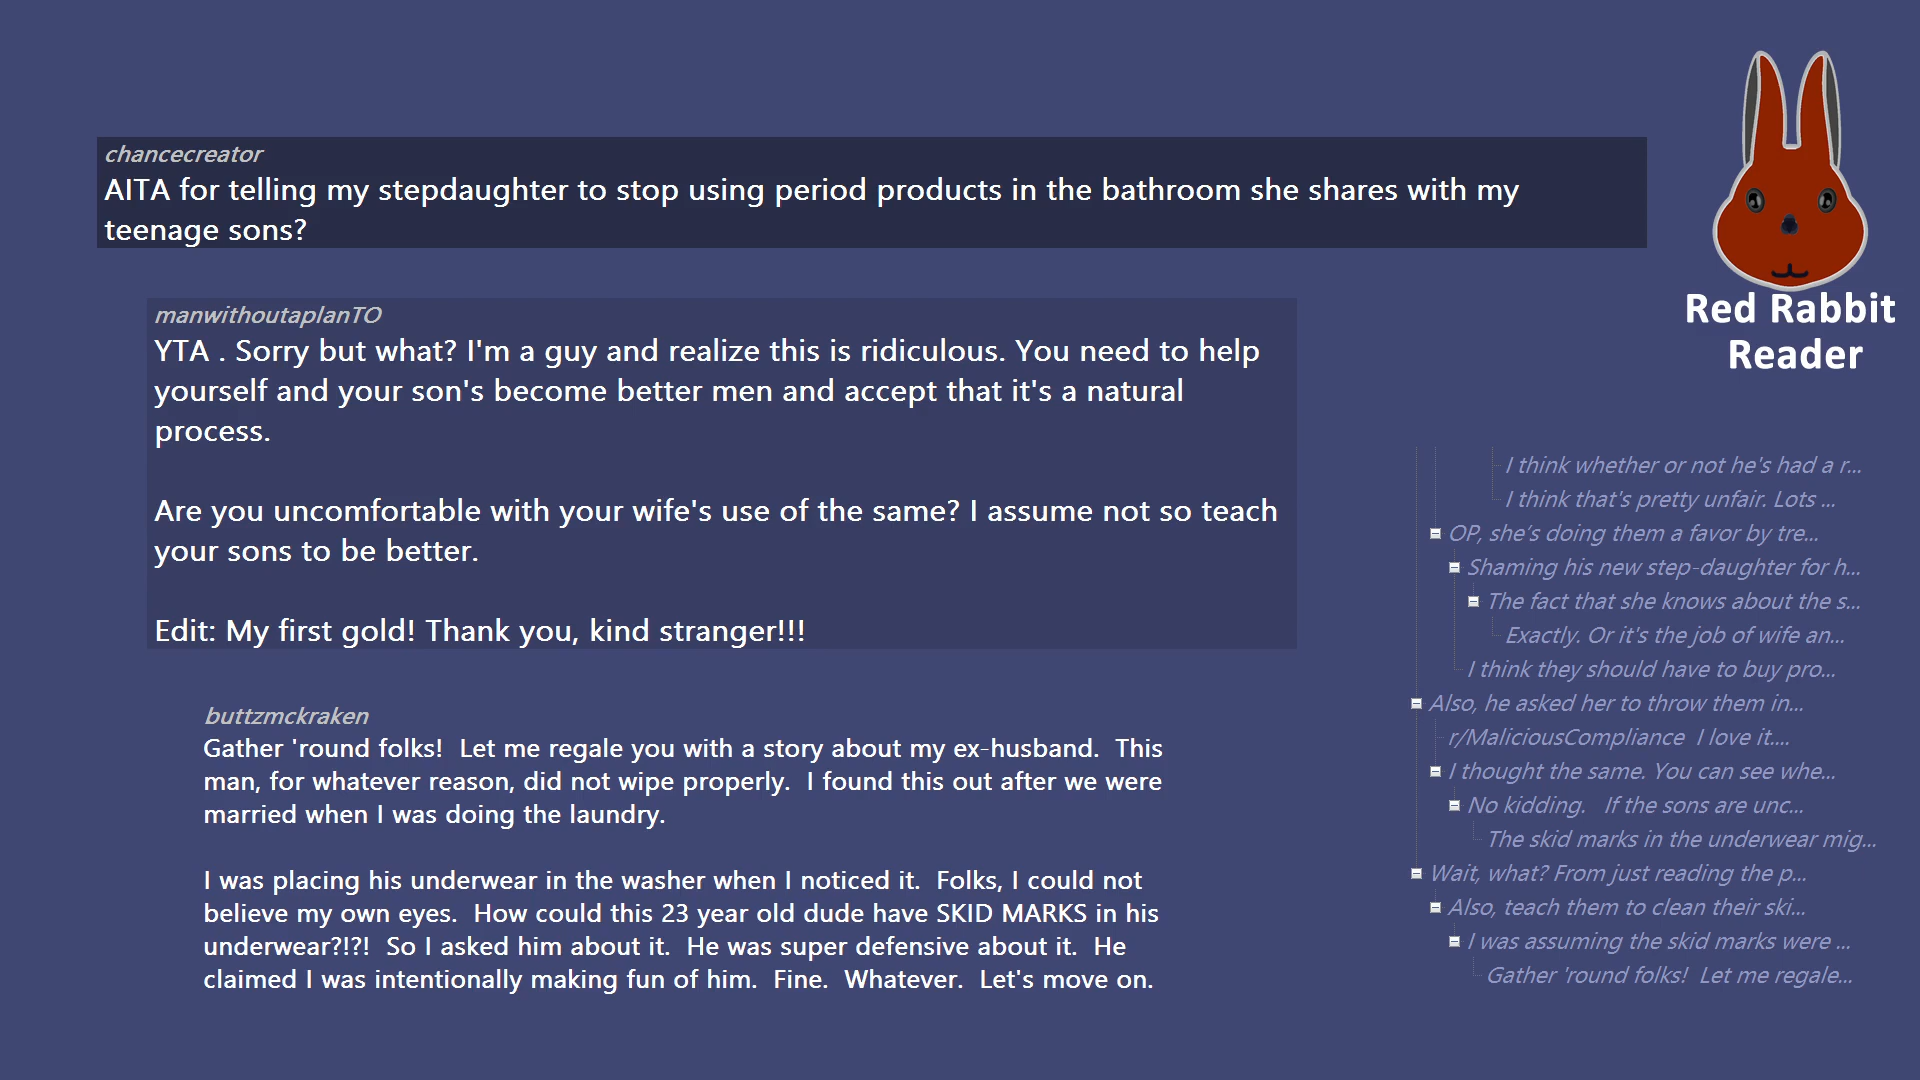 chancecreator
AITA for telling my stepdaughter to stop using period products in the bathroom she shares with my
teenage sons?
manwithoutaplanTO
YTA . Sorry but what? I'm a guy and realize this is ridiculous. You need to help
yourself and your son's become better men and accept that it's a natural
process.
Are you uncomfortable with your wife's use of the same? I assume not so teach
your sons to be better.
Edit: My first gold! Thank you, kind stranger!!!
buttzmckraken
Gather 'round folks!  Let me regale you with a story about my ex-husband.  This
man, for whatever reason, did not wipe properly.  I found this out after we were
married when I was doing the laundry.
I was placing his underwear in the washer when I noticed it.  Folks, I could not
believe my own eyes.  How could this 23 year old dude have SKID MARKS in his
underwear?!?!  So I asked him about it.  He was super defensive about it.  He
claimed I was intentionally making fun of him.  Fine.  Whatever.  Let's move on.
Red Rabbit
Reader
I think whether or not he's had a r...
I think that's pretty unfair. Lots ...
OP, she’s doing them a favor by tre...
Shaming his new step-daughter for h...
The fact that she knows about the s...
Exactly. Or it's the job of wife an...
I think they should have to buy pro...
Also, he asked her to throw them in...
r/MaliciousCompliance  I love it....
I thought the same. You can see whe...
No kidding.   If the sons are unc...
The skid marks in the underwear mig...
Wait, what? From just reading the p...
Also, teach them to clean their ski...
I was assuming the skid marks were ...
Gather 'round folks!  Let me regale...